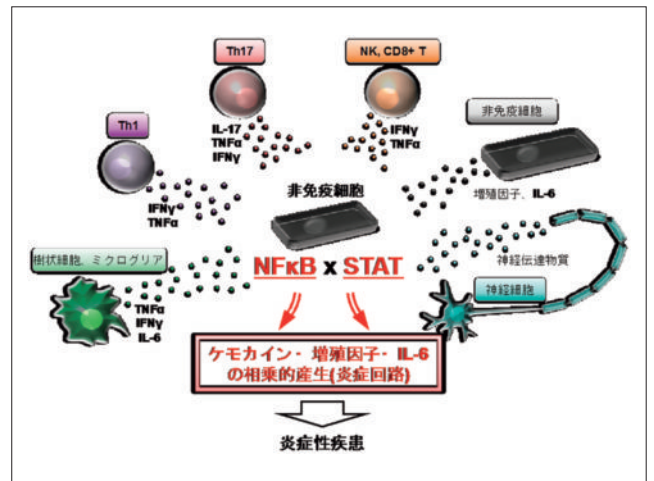 Th17
NK, CD8+ T
Th1
IL-17
TNFα
IFNγ
IFNγ
TNFα
非免疫細胞
増殖因子、IL-6
IFNγ
TNFα
非免疫細胞
樹状細胞、ミクログリア
TNFα
IFNγ
IL-6
NFκB x STAT
神経伝達物質
神経細胞
ケモカイン・増殖因子・IL-6
の相乗的産生(炎症回路)
炎症性疾患